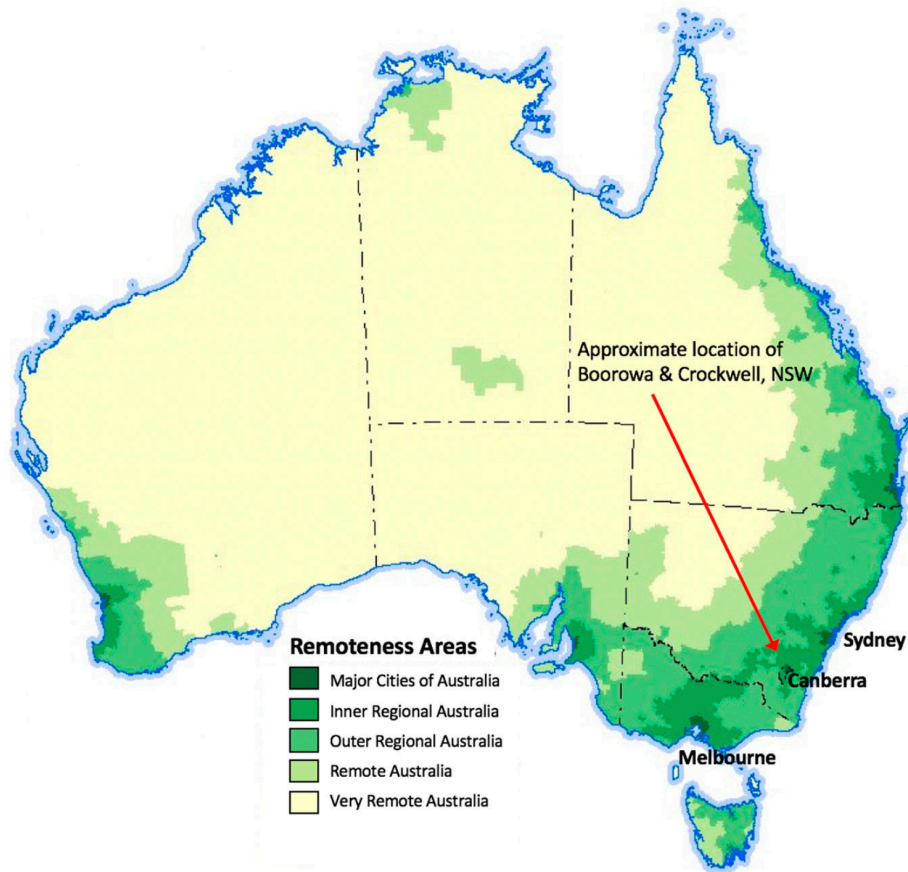 Approximate location of
Boorowa & Crockwell, NSW
Sydney
Canberra
Melbourne
Remoteness Areas
Major Cities of Australia
Inner Regional Australia
Outer Regional Australia
Remote Australia
Very Remote Australia